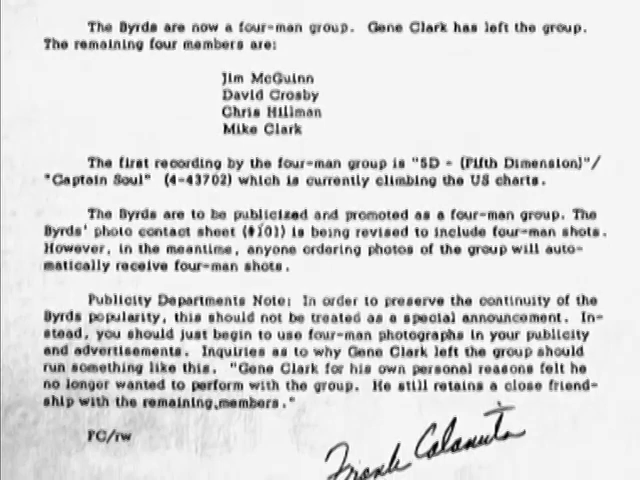 The Byrds are now a four-man group. Gene Clark has left the group.
The remaining four members are:
Jim McGuinn
David Crosby
Chris Hillman
Mike Clark
The first recording by the four-man group is "5D - (Fifth Dimension)"/
"Captain Soul" (4-43702) which is currently climbing the US charts.
The Byrds are to be publicized and promoted as a four-man group. The
Byrds' photo contact sheet (#101) is being revised to include four-man shots.
However, in the meantime, anyone ordering photos of the group will auto-
matically receive four-man shots.
Publicity Departments Note: In order to preserve the continuity of the
Byrds popularity, this should not be treated as a special announcement. In-
stead, you should just begin to use four-man photographs in your publicity
and advertisements. Inquiries as to why Gene Clark left the group should
run something like this. "Gene Clark for his own personal reasons felt he
no longer wanted to perform with the group. He still retains a close friend-
ship with the remaining,members."
FC/rw
Frank Calamita